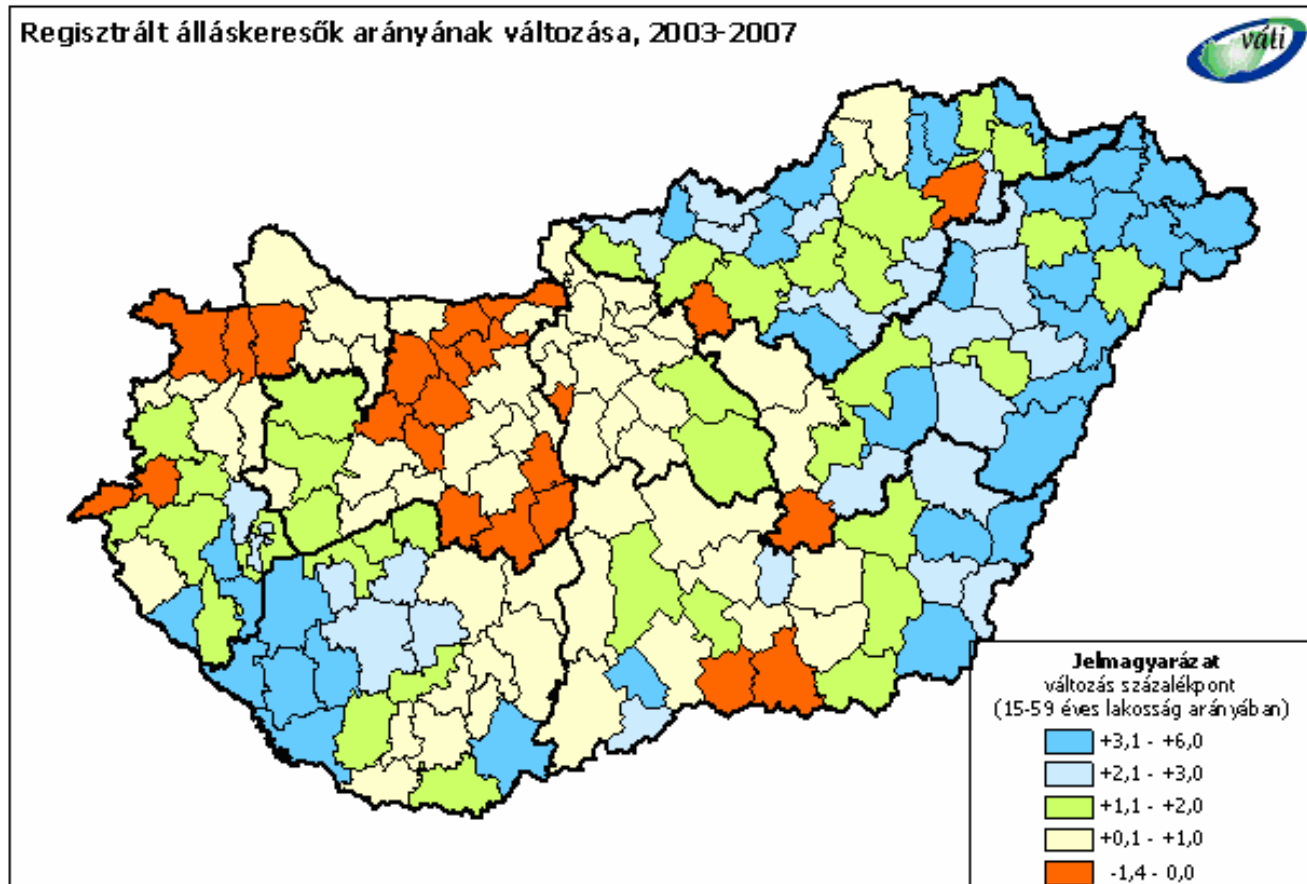 Regisztrált álláskeresők arányának változása, 2003-2007
váti
Jelmagyarázat
változás százalékpont
(15-59 éves lakosság arányában)
+3,1 - +6,0
+2,1 - +3,0
+1,1 - +2,0
+0,1 - +1,0
-1,4 - 0,0